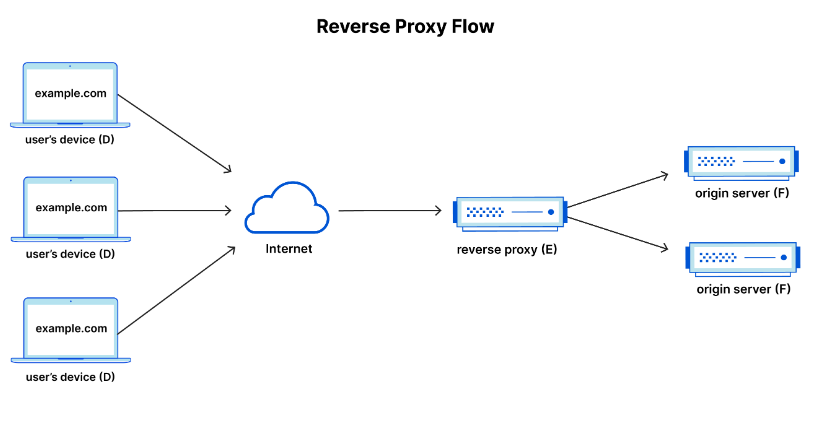 Reverse Proxy Flow
example.com
user's device (D)
example.com
user's device (D)
example.com
user's device (D)
Internet
reverse proxy (E)
origin server (F)
origin server (F)